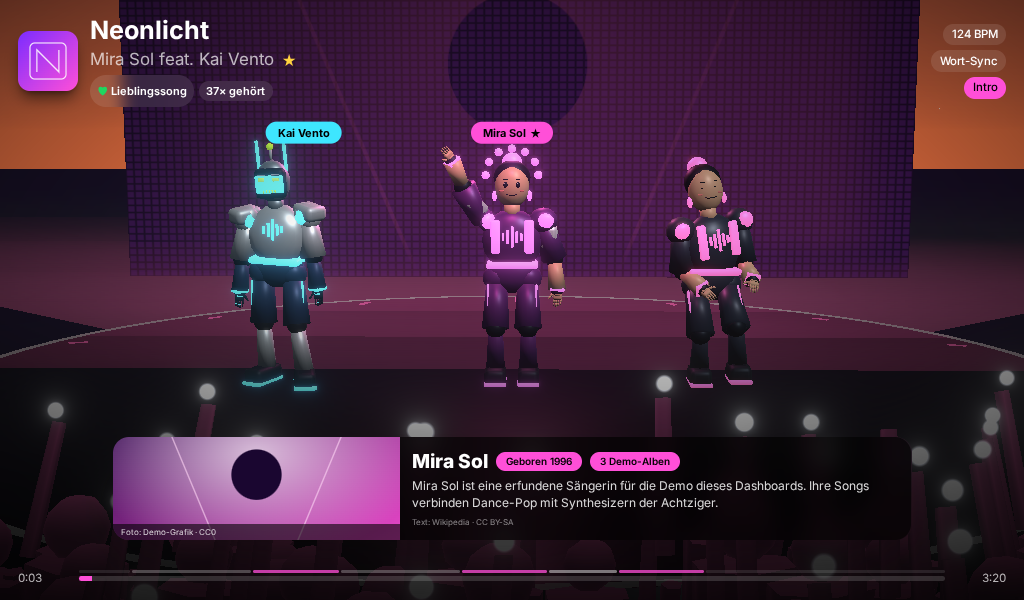 Neonlicht
Mira Sol feat. Kai Vento ★
Lieblingssong
37× gehört
124 BPM
Wort-Sync
Intro
Kai Vento
Mira Sol ★
Mira Sol
Geboren 1996
3 Demo-Alben
Mira Sol ist eine erfundene Sängerin für die Demo dieses Dashboards. Ihre Songs
verbinden Dance-Pop mit Synthesizern der Achtziger.
Text: Wikipedia · CC BY-SA
Foto: Demo-Grafik · CC0
0:03
3:20